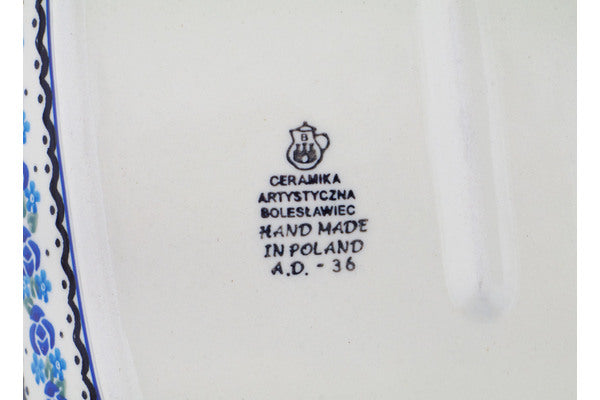 B
CERAMIKA
ARTYSTYCZNA
BOLESŁAWIEC
HAND MADE
IN POLAND
A.D. - 36